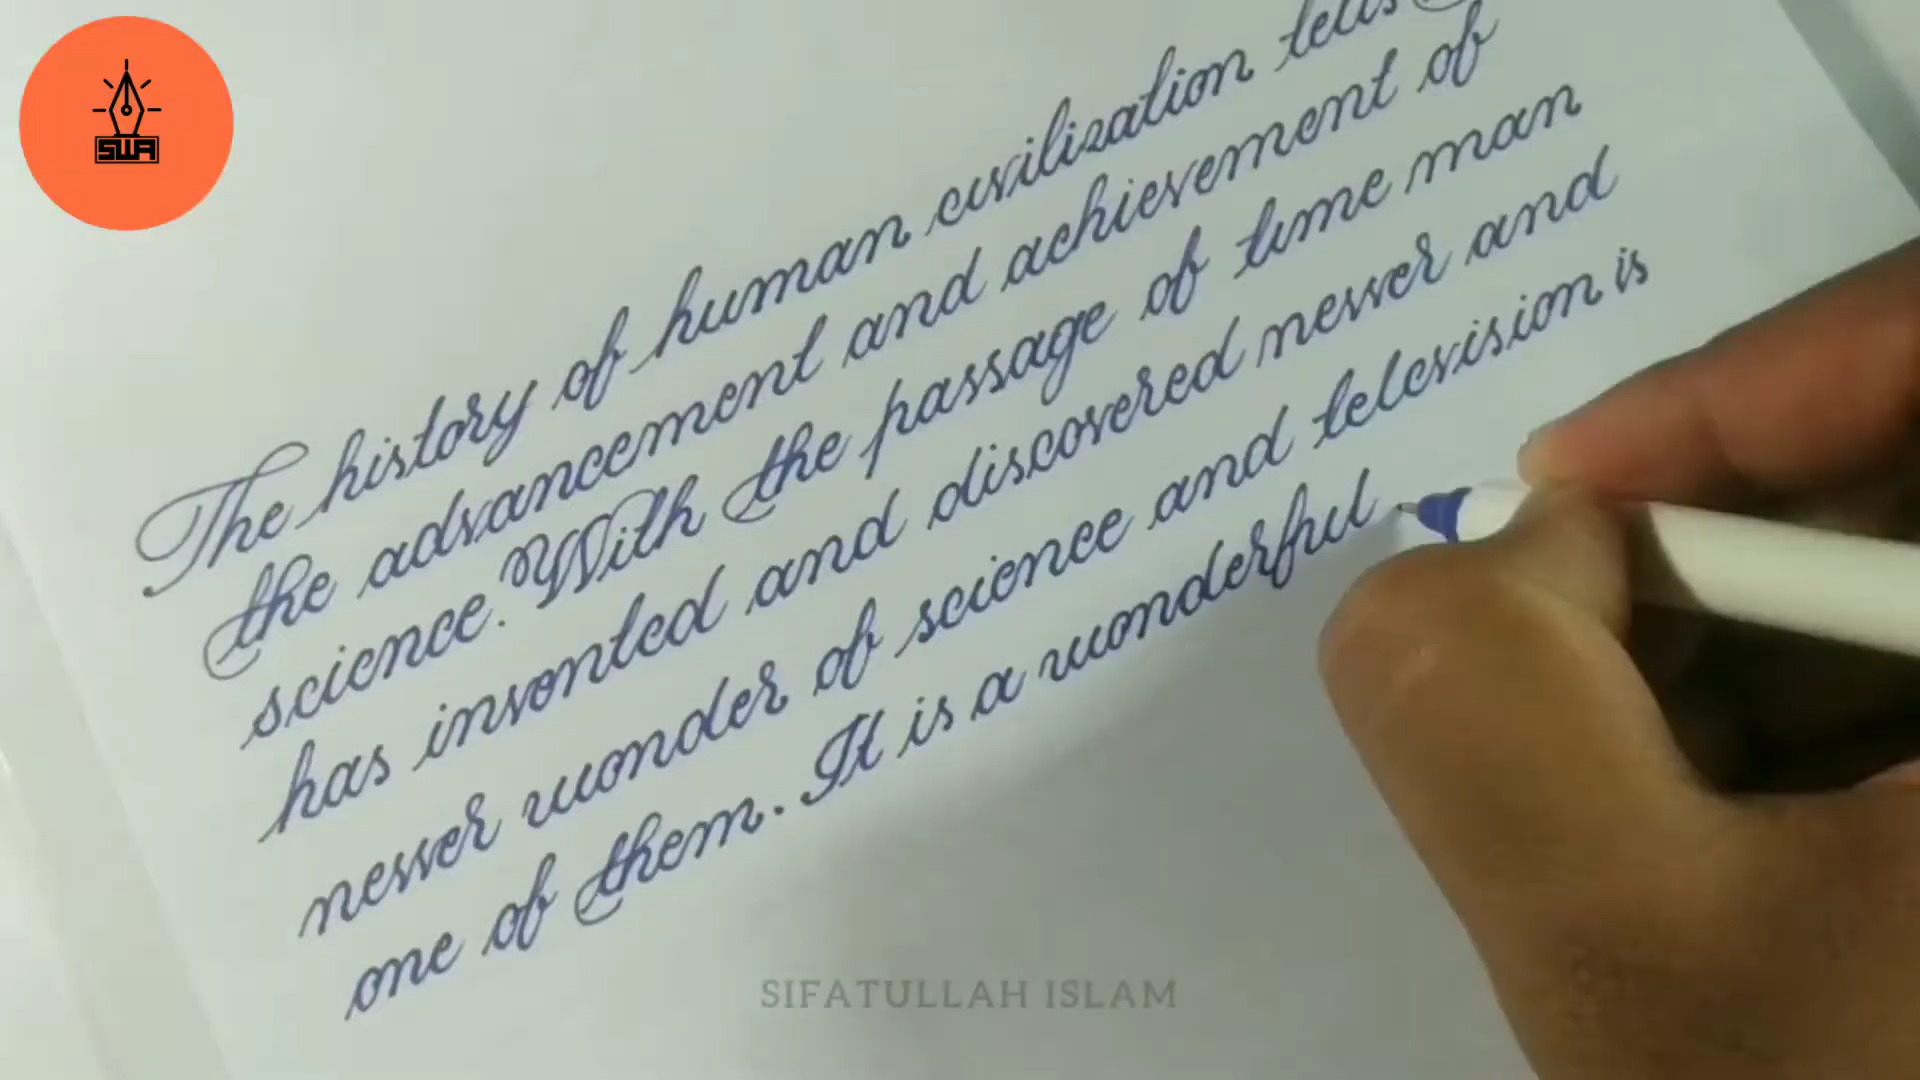 SWA
The history of human civilization tells
the advancement and achievement of
science. With the passage of time man
has invented and discovered newer and
newer wonder of science and television is
one of them. It is a wonderful
SIFATULLAH ISLAM